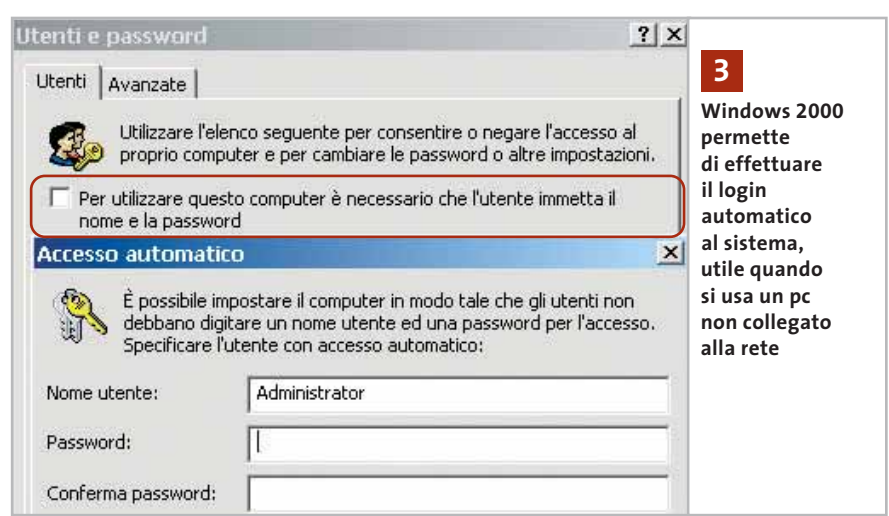 Utenti e password
Utenti
Avanzate
Utilizzare l'elenco seguente per consentire o negare l'accesso al
proprio computer e per cambiare le password o altre impostazioni.
Per utilizzare questo computer è necessario che l'utente immetta il
nome e la password
Accesso automatico
È possibile impostare il computer in modo tale che gli utenti non
debbano digitare un nome utente ed una password per l'accesso.
Specificare l'utente con accesso automatico:
Nome utente:
Administrator
Password:
Conferma password:
3
Windows 2000
permette
di effettuare
il login
automatico
al sistema,
utile quando
si usa un pc
non collegato
alla rete